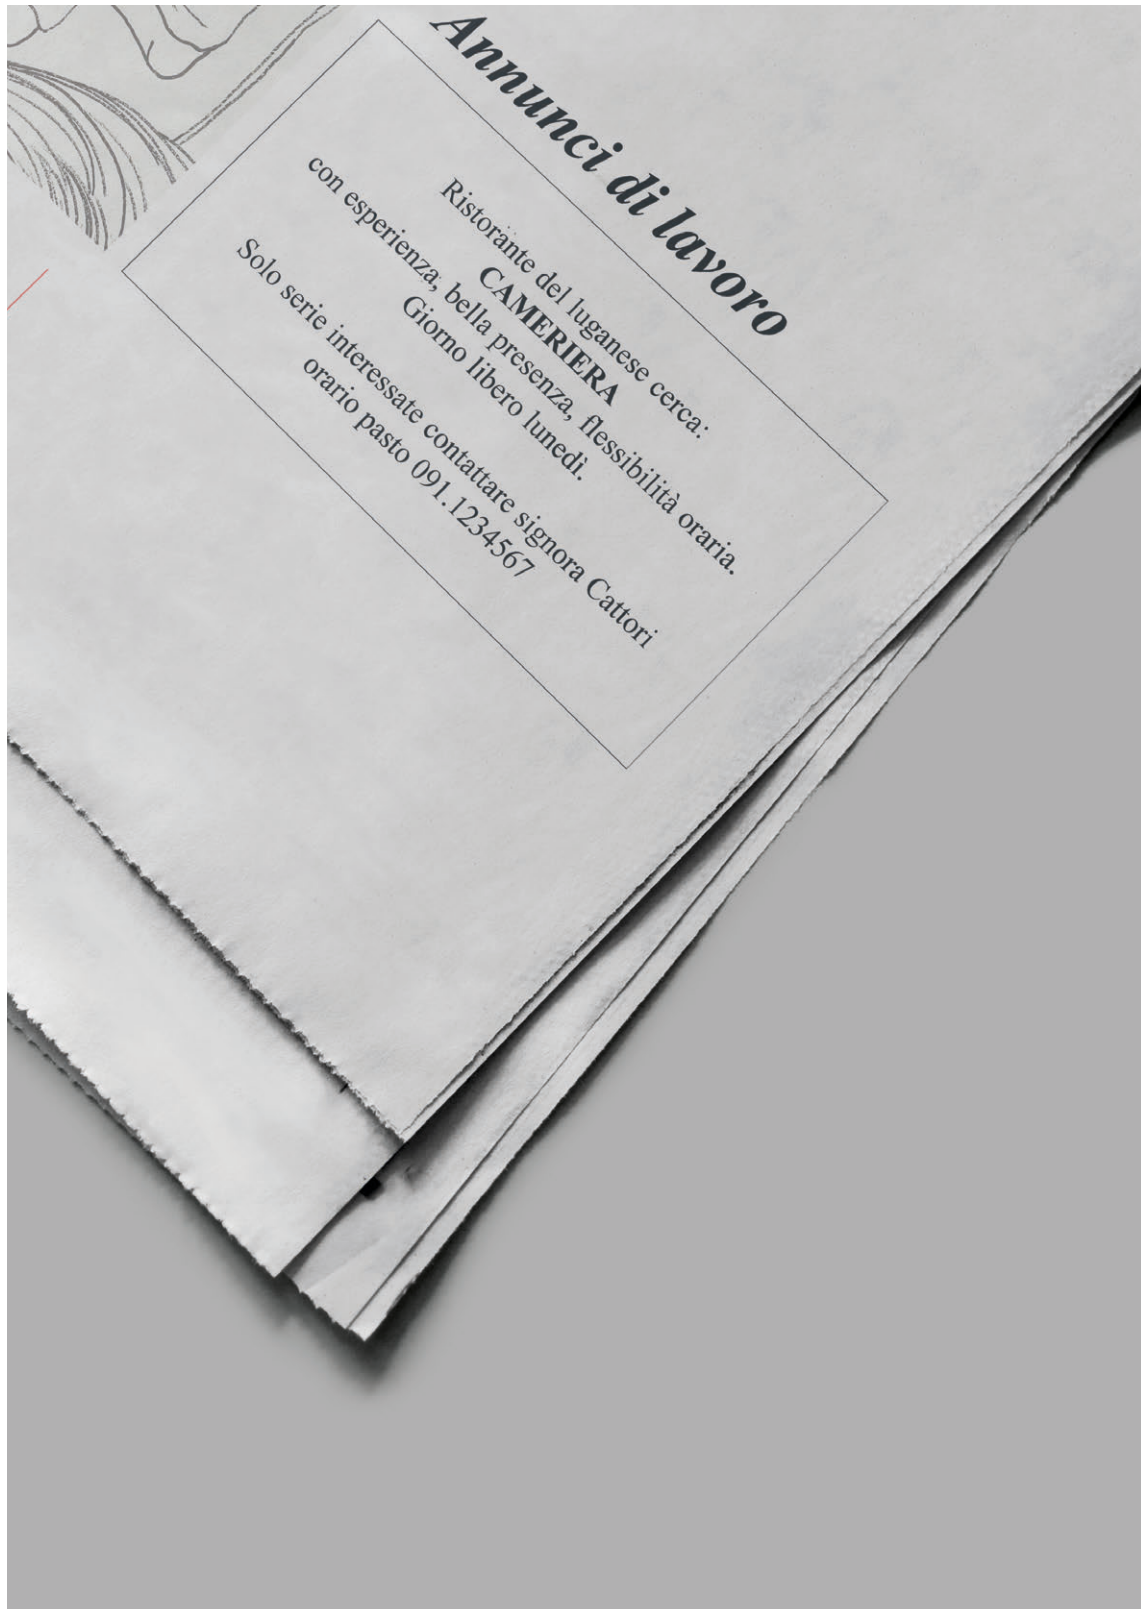 Annunci di lavoro
Ristorante del luganese cerca:
CAMERIERA
con esperienza, bella presenza, flessibilità oraria.
Giorno libero lunedì.
Solo serie interessate contattare signora Cattori
orario pasto 091.1234567